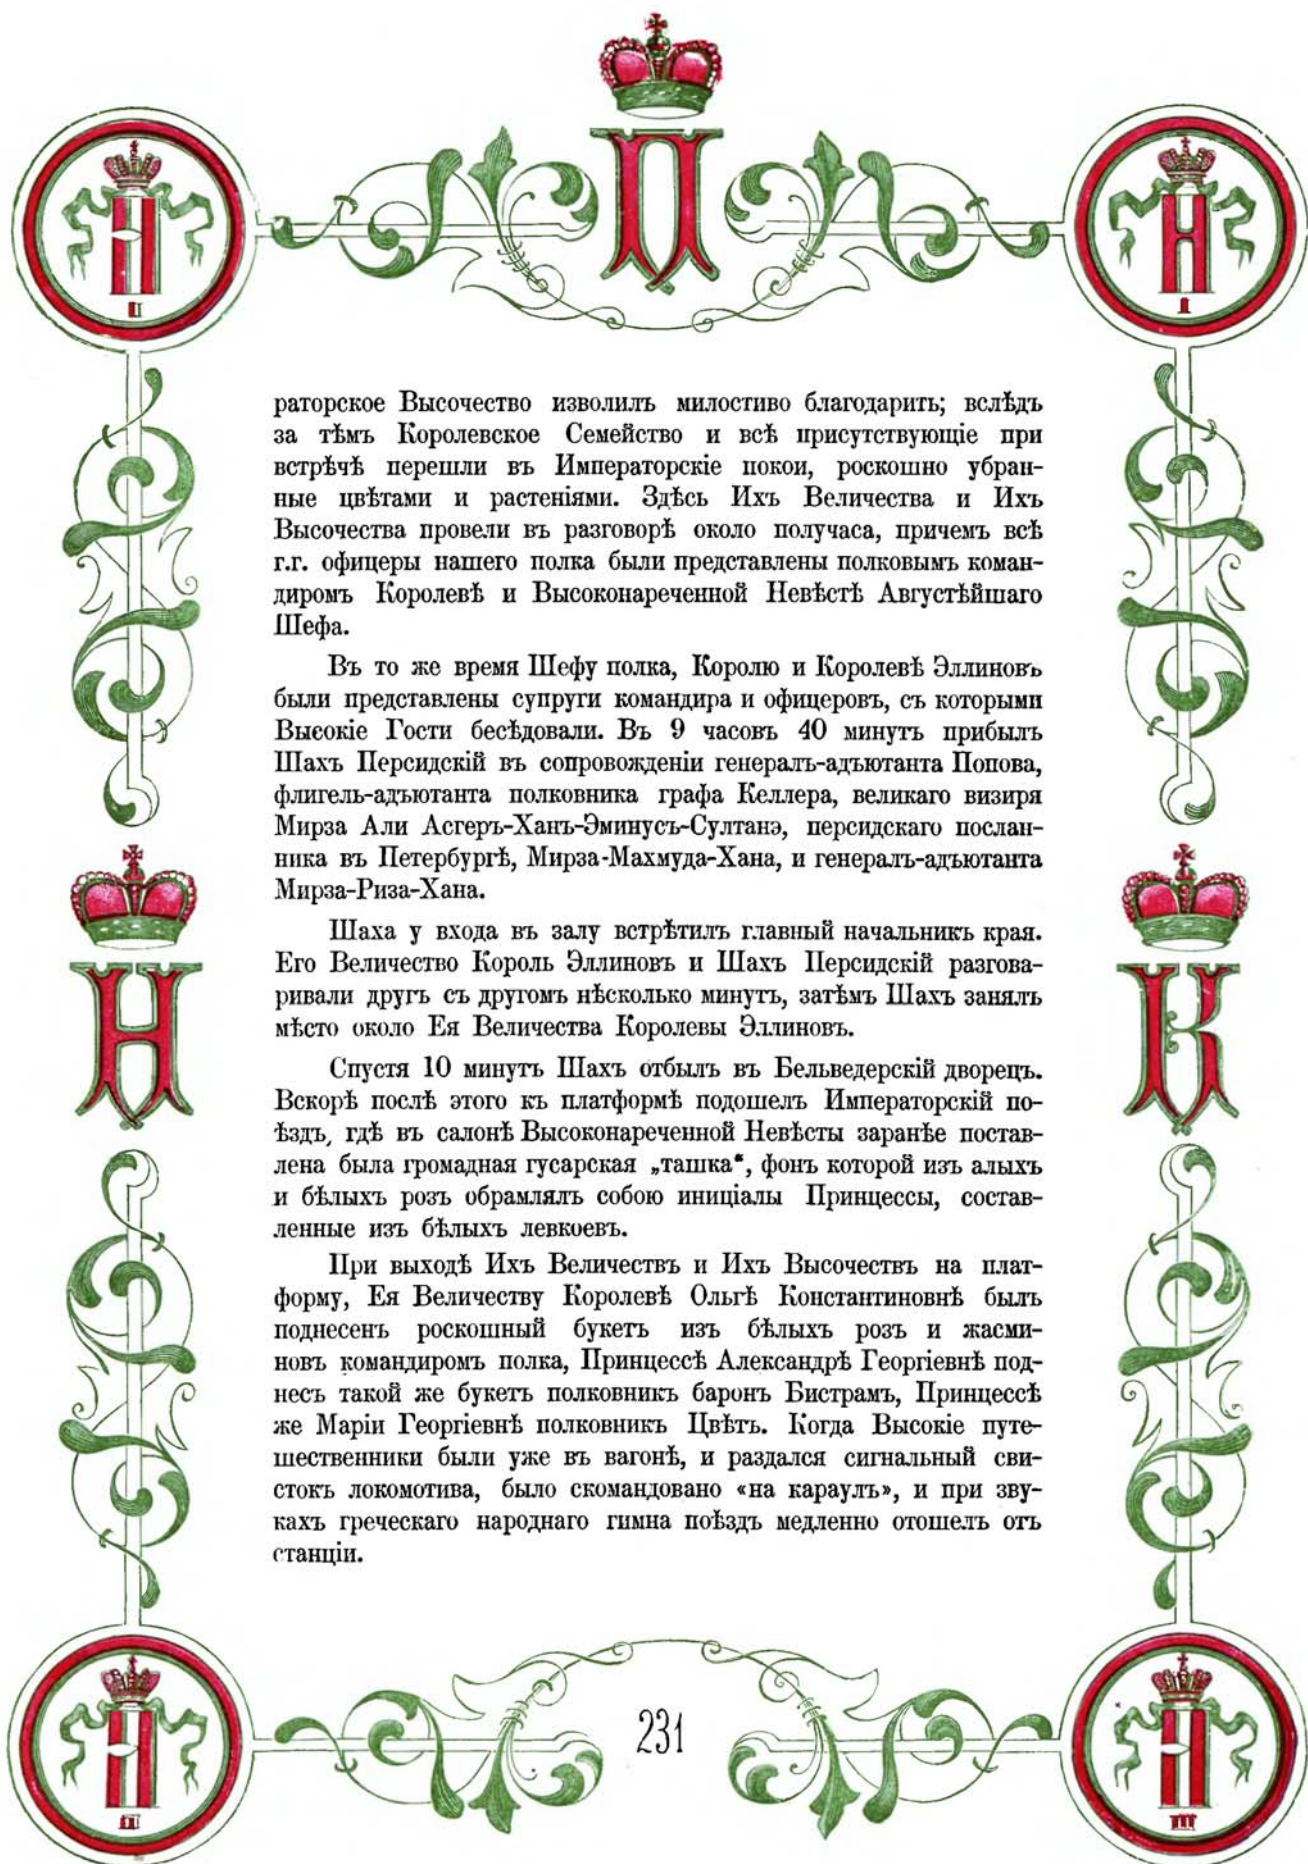 П
Н
I
раторское Высочество изволилъ милостиво благодарить; вслѣдъ
за тѣмъ Королевское Семейство и всѣ присутствующіе при
встрѣчѣ перешли въ Императорскіе покои, роскошно убран-
ные цвѣтами и растеніями. Здѣсь Ихъ Величества и Ихъ
Высочества провели въ разговорѣ около получаса, причемъ всѣ
г.г. офицеры нашего полка были представлены полковымъ коман-
диромъ Королевѣ и Высоконареченной Невѣстѣ Августѣйшаго
Шефа.
Въ то же время Шефу полка, Королю и Королевѣ Эллиновъ
были представлены супруги командира и офицеровъ, съ которыми
Высокіе Гости бесѣдовали. Въ 9 часовъ 40 минутъ прибылъ
Шахъ Персидскій въ сопровожденіи генералъ-адъютанта Попова,
флигель-адъютанта полковника графа Келлера, великаго визиря
Мирза Али Асгеръ-Ханъ-Эминусъ-Султанэ, персидскаго послан-
ника въ Петербургѣ, Мирза-Махмуда-Хана, и генералъ-адъютанта
Мирза-Риза-Хана.
Шаха у входа въ залу встрѣтилъ главный начальникъ края.
Его Величество Король Эллиновъ и Шахъ Персидскій разгова-
ривали другъ съ другомъ нѣсколько минутъ, затѣмъ Шахъ занялъ
мѣсто около Ея Величества Королевы Эллиновъ.
Спустя 10 минутъ Шахъ отбылъ въ Бельведерскій дворецъ.
Вскорѣ послѣ этого къ платформѣ подошелъ Императорскій по-
ѣздъ, гдѣ въ салонѣ Высоконареченной Невѣсты заранѣе постав-
лена была громадная гусарская „ташка“, фонъ которой изъ алыхъ
и бѣлыхъ розъ обрамлялъ собою иниціалы Принцессы, состав-
ленные изъ бѣлыхъ левкоевъ.
При выходѣ Ихъ Величествъ и Ихъ Высочествъ на плат-
форму, Ея Величеству Королевѣ Ольгѣ Константиновнѣ былъ
поднесенъ роскошный букетъ изъ бѣлыхъ розъ и жасми-
новъ командиромъ полка, Принцессѣ Александрѣ Георгіевнѣ под-
несъ такой же букетъ полковникъ баронъ Бистрамъ, Принцессѣ
же Маріи Георгіевнѣ полковникъ Цвѣтъ. Когда Высокіе путе-
шественники были уже въ вагонѣ, и раздался сигнальный сви-
стокъ локомотива, было скомандовано «на караулъ», и при зву-
кахъ греческаго народнаго гимна поѣздъ медленно отошелъ отъ
станціи.
Н
К
231
III